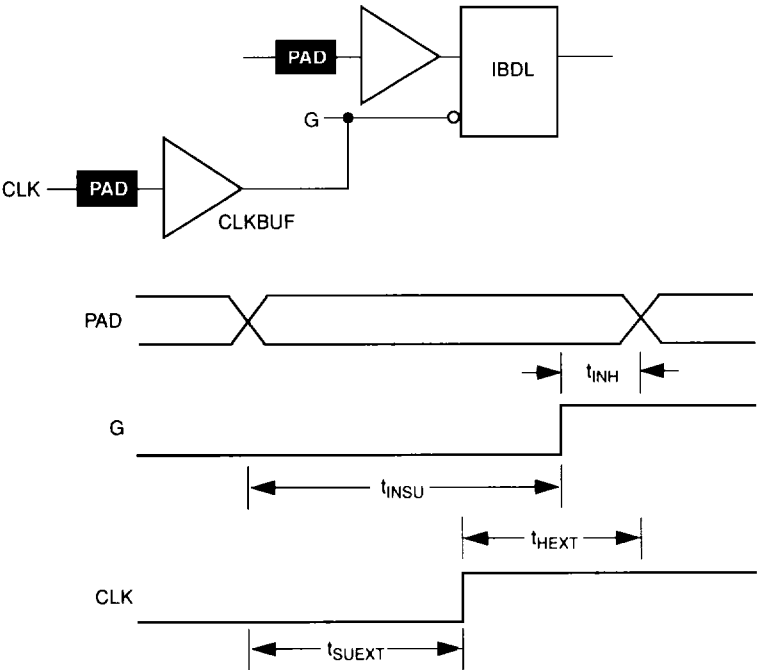 PAD
IBDL
G
CLK
PAD
CLKBUF
PAD
tINH
G
tINSU
tHEXT
CLK
tSUEXT